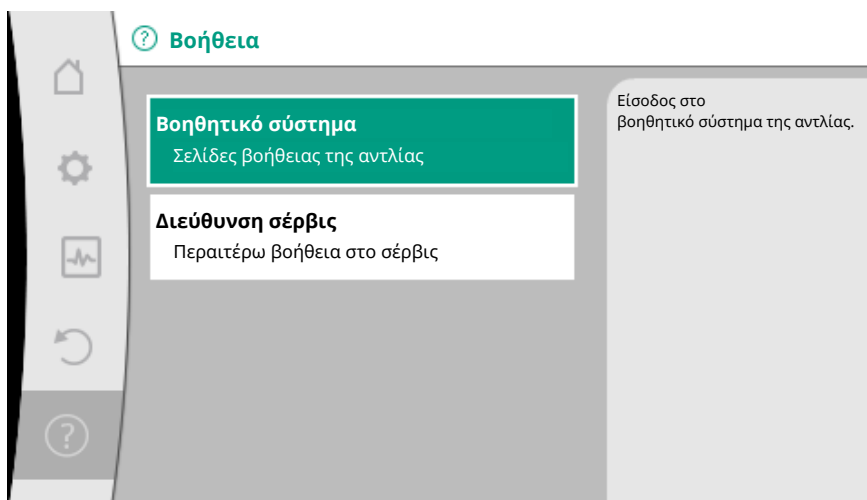 Βοήθεια
Βοηθητικό σύστημα
Σελίδες βοήθειας της αντλίας
Διεύθυνση σέρβις
Περαιτέρω βοήθεια στο σέρβις
Είσοδος στο
βοηθητικό σύστημα της αντλίας.